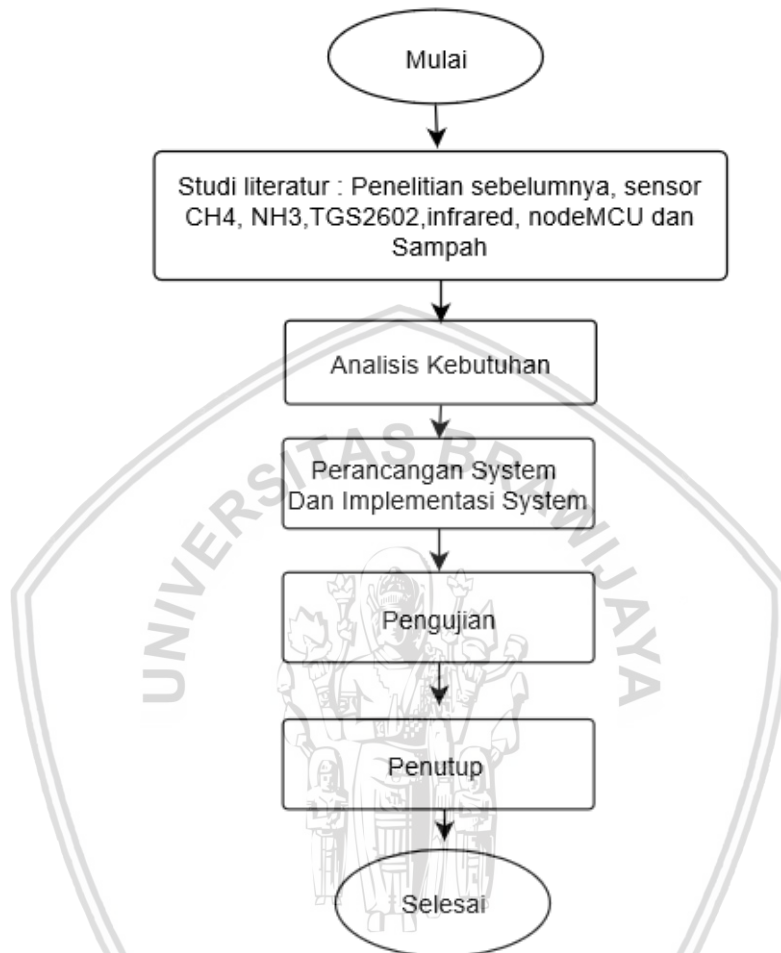 Mulai
Studi literatur : Penelitian sebelumnya, sensor
CH4, NH3,TGS2602,infrared, nodeMCU dan
Sampah
Analisis Kebutuhan
UNIVERSITAS BRAWIJAYA
Perancangan System
Dan Implementasi System
Pengujian
Penutup
Selesai